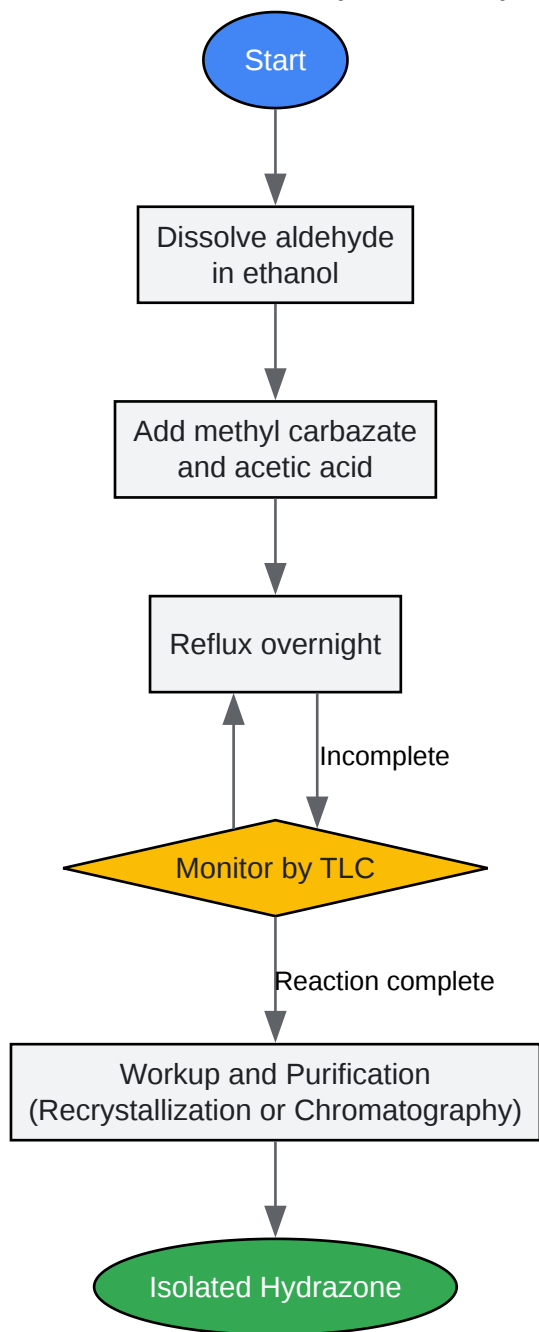 Start
Dissolve aldehyde
in ethanol
Add methyl carbazate
and acetic acid
Reflux overnight
Incomplete
Monitor by TLC
Reaction complete
Workup and Purification
(Recrystallization or Chromatography)
Isolated Hydrazone